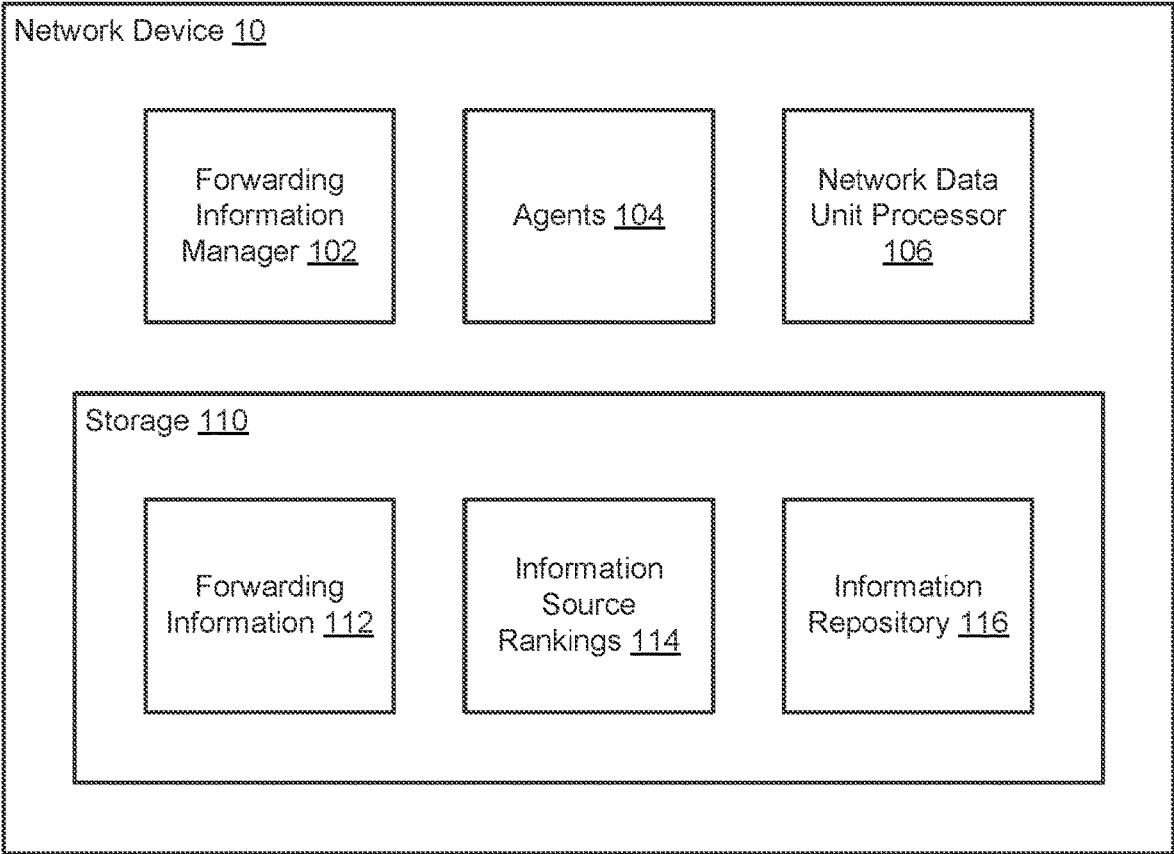 Network Device 10
Forwarding
Information
Manager 102
Agents 104
Network Data
Unit Processor
106
Storage 110
Forwarding
Information 112
Information
Source
Rankings 114
Information
Repository 116